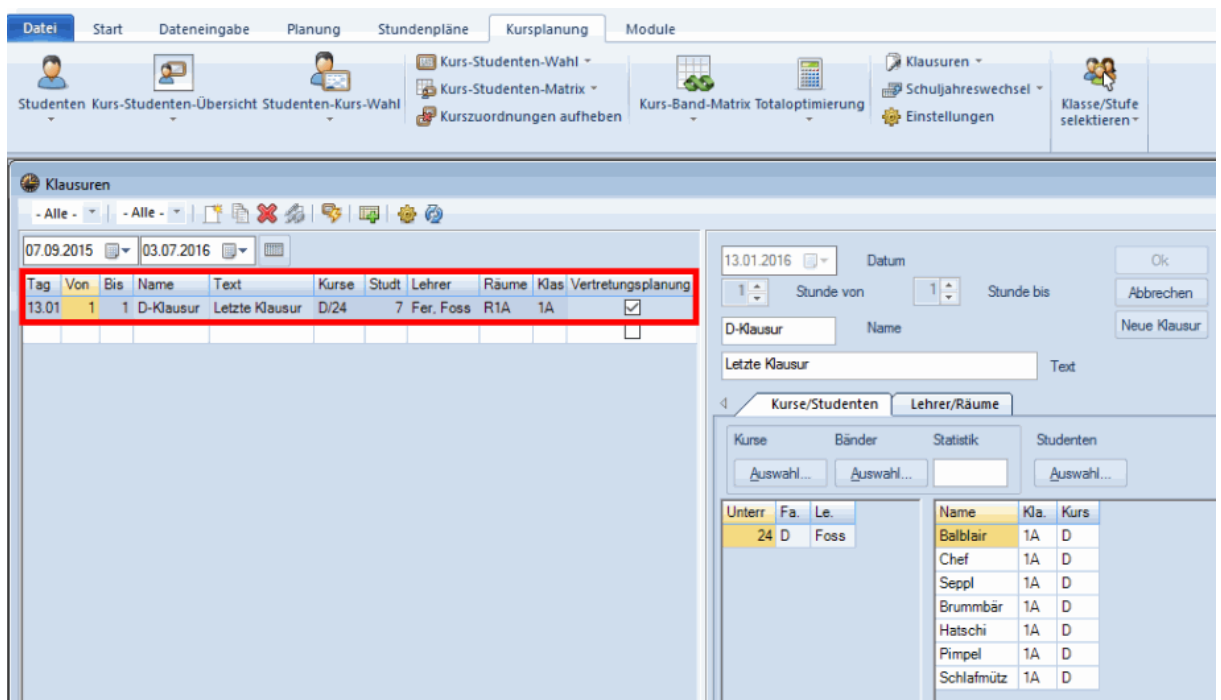 Datei Start Dateneingabe Planung Stundenpläne Kursplanung Module
Studenten Kurs-Studenten-Übersicht Studenten-Kurs-Wahl
Kurs-Studenten-Wahl
Kurs-Studenten-Matrix
Kurszuordnungen aufheben
Kurs-Band-Matrix Totaloptimierung
Klausuren
Schuljahreswechsel
Einstellungen
Klasse/Stufe
selektieren
Klausuren
- Alle - - Alle -
07.09.2015 03.07.2016
Tag Von Bis Name Text Kurse Studt Lehrer Räume Klas Vertretungsplanung
13.01 1 1 D-Klausur Letzte Klausur D/24 7 Fer, Foss R1A 1A
13.01.2016 Datum Ok
1 Stunde von 1 Stunde bis Abbrechen
D-Klausur Name Neue Klausur
Letzte Klausur Text
Kurse/Studenten Lehrer/Räume
Kurse Bänder Statistik Studenten
Auswahl... Auswahl... Auswahl...
Unterr Fa. Le.
24 D Foss
Name Kla. Kurs
Balblair 1A D
Chef 1A D
Seppl 1A D
Brummbär 1A D
Hatschi 1A D
Pimpel 1A D
Schlafmütz 1A D